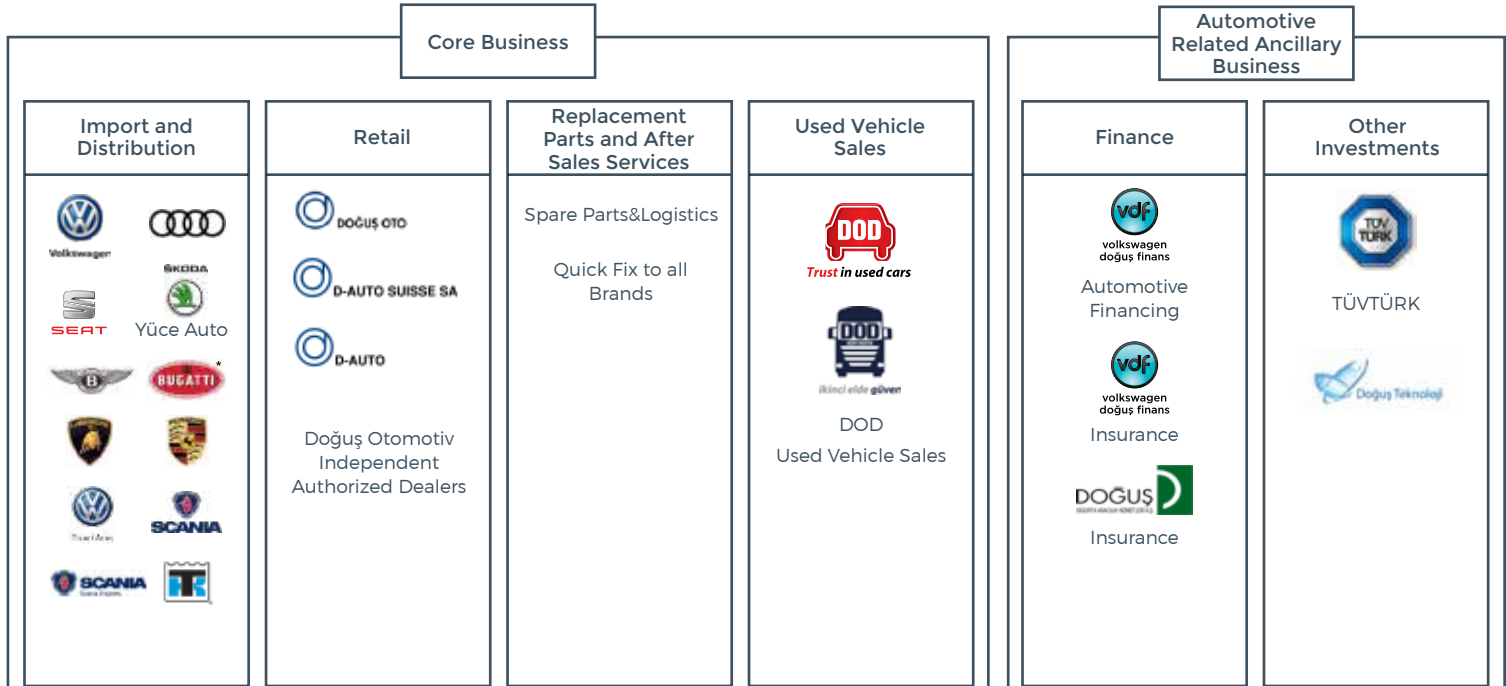 Core Business
Automotive
Related Ancillary
Business
Import and
Distribution
Volkswagen
ŠKODA
SEAT
Yüce Auto
B
BUGATTI
*
SCANIA
SCANIA
Retail
DOĞUŞ OTO
D-AUTO SUISSE SA
D-AUTO
Doğuş Otomotiv
Independent
Authorized Dealers
Replacement
Parts and After
Sales Services
Spare Parts&Logistics
Quick Fix to all
Brands
Used Vehicle
Sales
DOD
Trust in used cars
DOD
ikinci elde güven
DOD
Used Vehicle Sales
Finance
vdf
volkswagen
doğuş finans
Automotive
Financing
vdf
volkswagen
doğuş finans
Insurance
DOĞUŞ
Insurance
Other
Investments
TÜV
TURK
TÜVTÜRK
Doğuş Teknoloji